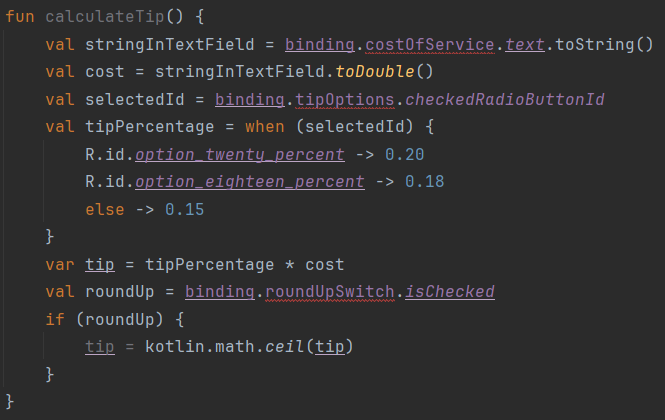 fun calculateTip() {
    val stringInTextField = binding.costOfService.text.toString()
    val cost = stringInTextField.toDouble()
    val selectedId = binding.tipOptions.checkedRadioButtonId
    val tipPercentage = when (selectedId) {
        R.id.option_twenty_percent -> 0.20
        R.id.option_eighteen_percent -> 0.18
        else -> 0.15
    }
    var tip = tipPercentage * cost
    val roundUp = binding.roundUpSwitch.isChecked
    if (roundUp) {
        tip = kotlin.math.ceil(tip)
    }
}